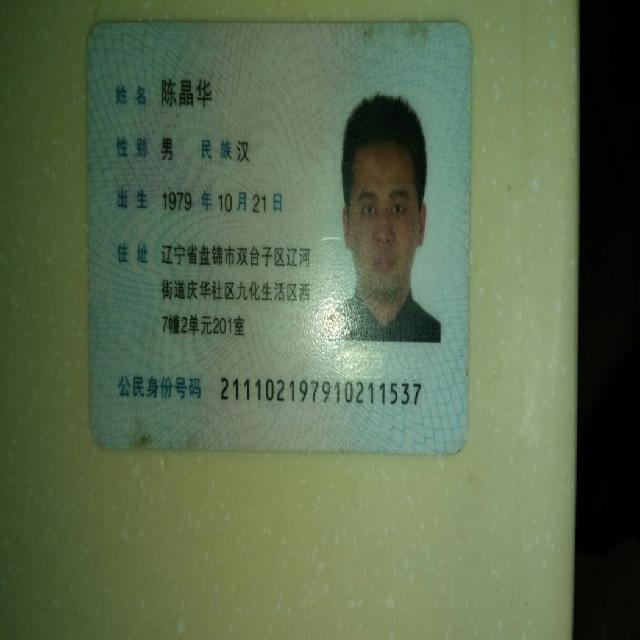 姓名 陈晶华
性别 男 民族汉
出生 1979 年 10 月 21 日
住址 辽宁省盘锦市双台子区辽河
街道庆华社区九化生活区西
7幢2单元201室
公民身份号码 211102197910211537